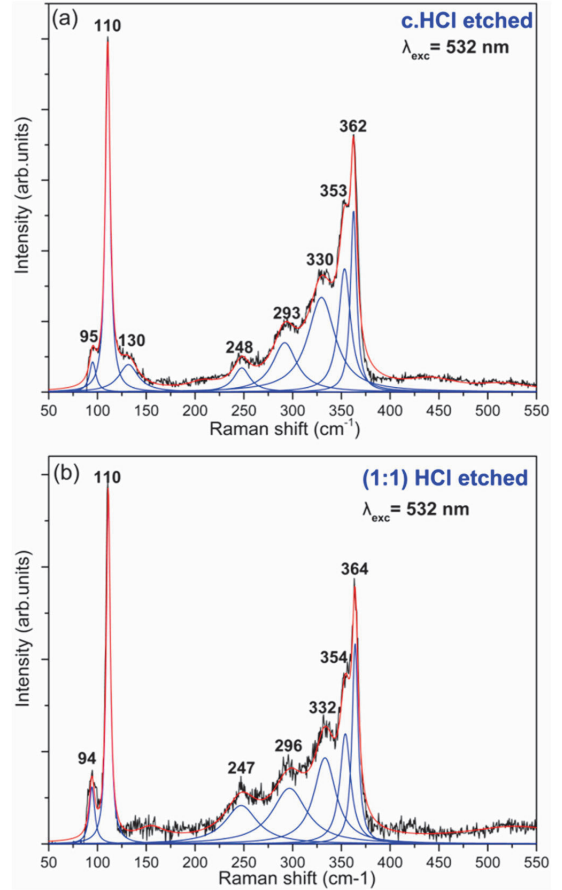 (a)
c.HCl etched
λexc= 532 nm
110
362
353
330
293
248
95
130
Intensity (arb.units)
50 100 150 200 250 300 350 400 450 500 550
Raman shift (cm-1)
(b)
(1:1) HCl etched
λexc= 532 nm
110
364
354
332
296
247
94
Intensity (arb.units)
50 100 150 200 250 300 350 400 450 500 550
Raman shift (cm-1)